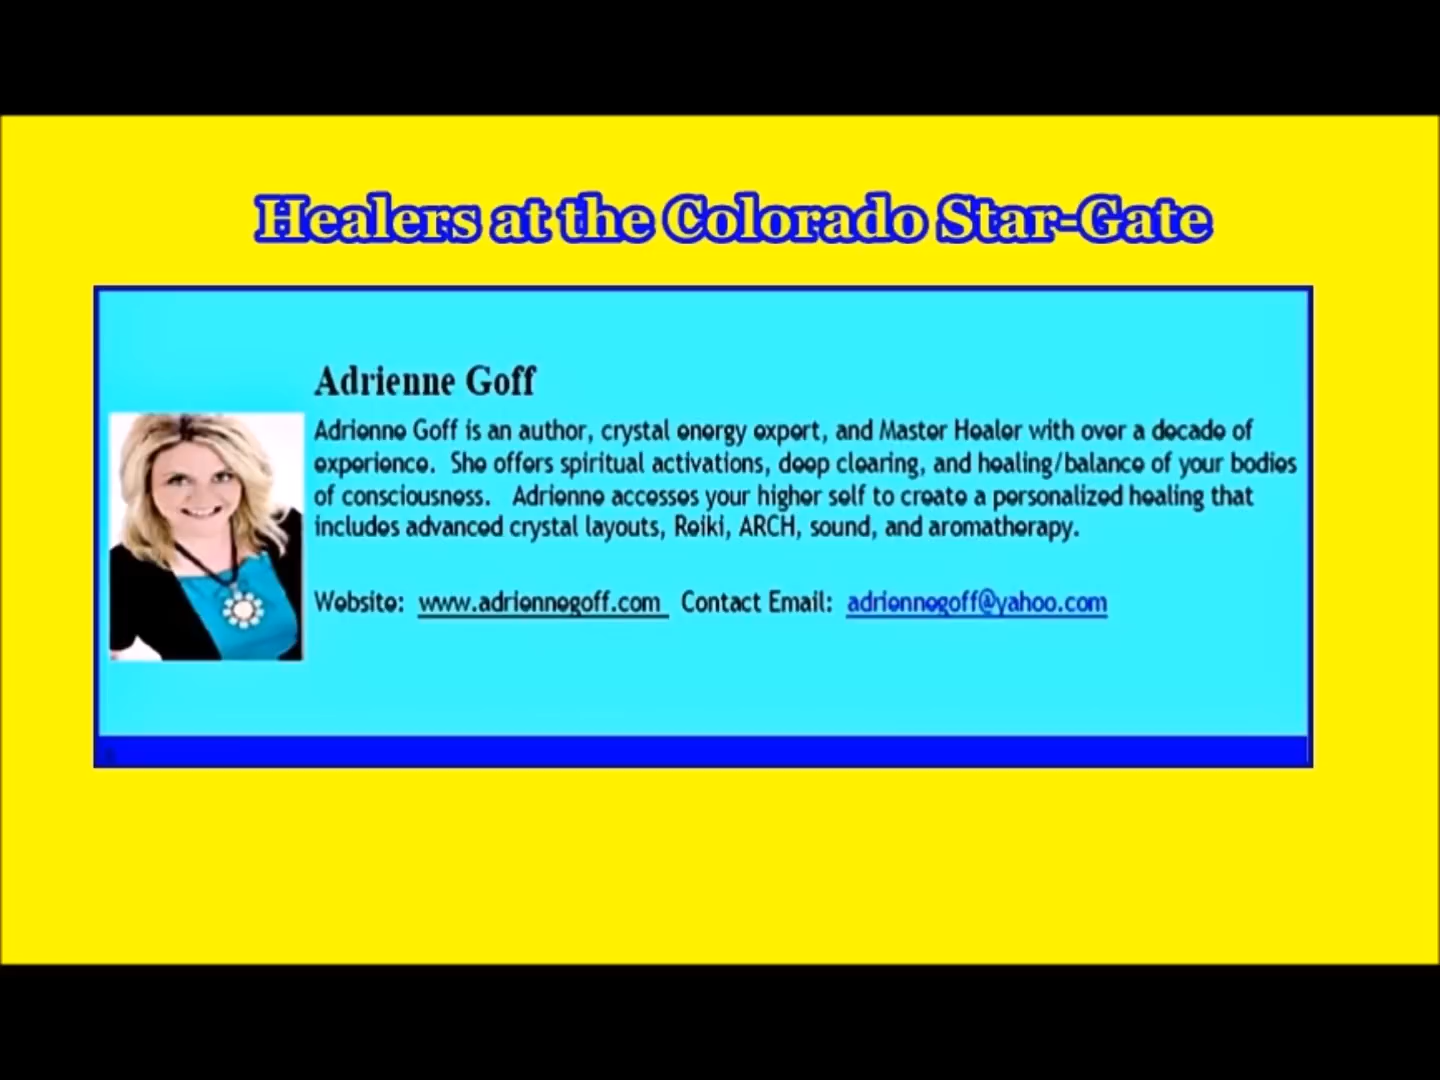 Healers at the Colorado Star-Gate
Adrienne Goff
Adrienne Goff is an author, crystal energy expert, and Master Healer with over a decade of
experience. She offers spiritual activations, deep clearing, and healing/balance of your bodies
of consciousness. Adrienne accesses your higher self to create a personalized healing that
includes advanced crystal layouts, Reiki, ARCH, sound, and aromatherapy.
Website: www.adriennegoff.com Contact Email: adriennegoff@yahoo.com